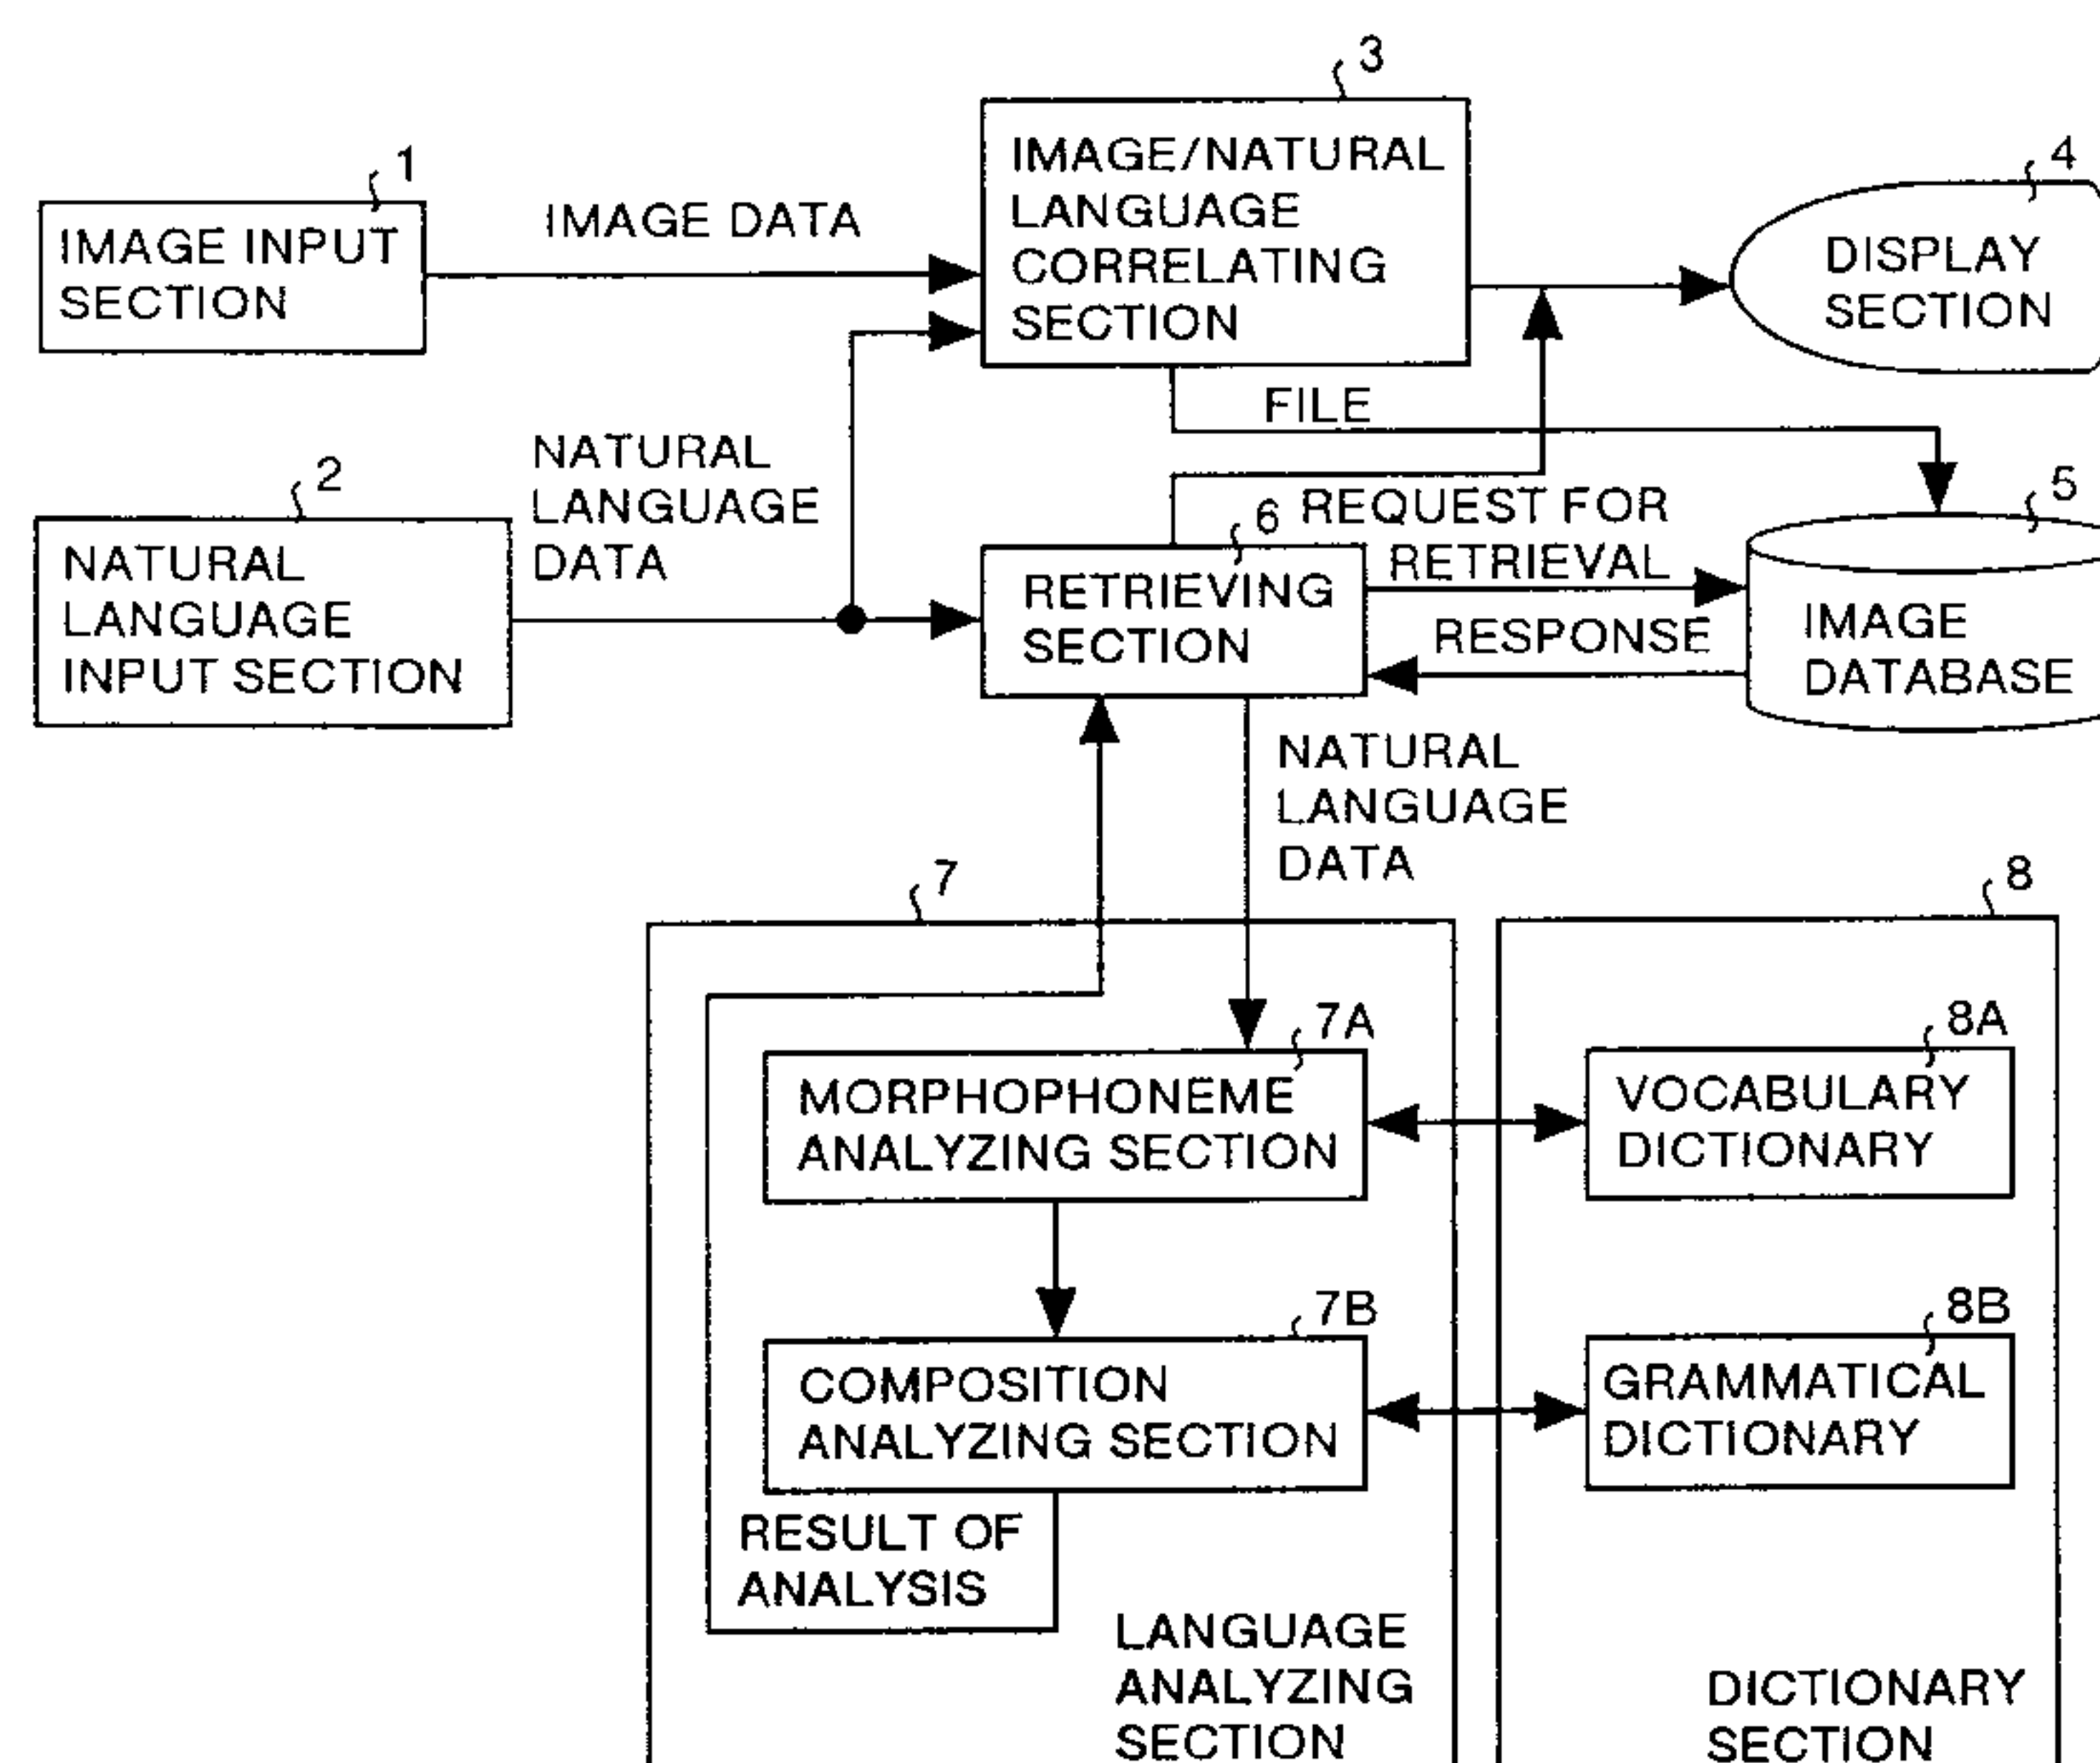 3
IMAGE/NATURAL
LANGUAGE
CORRELATING
SECTION
1
IMAGE INPUT
SECTION
IMAGE DATA
4
DISPLAY
SECTION
FILE
2
NATURAL
LANGUAGE
INPUT SECTION
NATURAL
LANGUAGE
DATA
6
RETRIEVING
SECTION
REQUEST FOR
RETRIEVAL
RESPONSE
5
IMAGE
DATABASE
NATURAL
LANGUAGE
DATA
7
8
7A
MORPHOPHONEME
ANALYZING SECTION
8A
VOCABULARY
DICTIONARY
7B
COMPOSITION
ANALYZING SECTION
8B
GRAMMATICAL
DICTIONARY
RESULT OF
ANALYSIS
LANGUAGE
ANALYZING
SECTION
DICTIONARY
SECTION